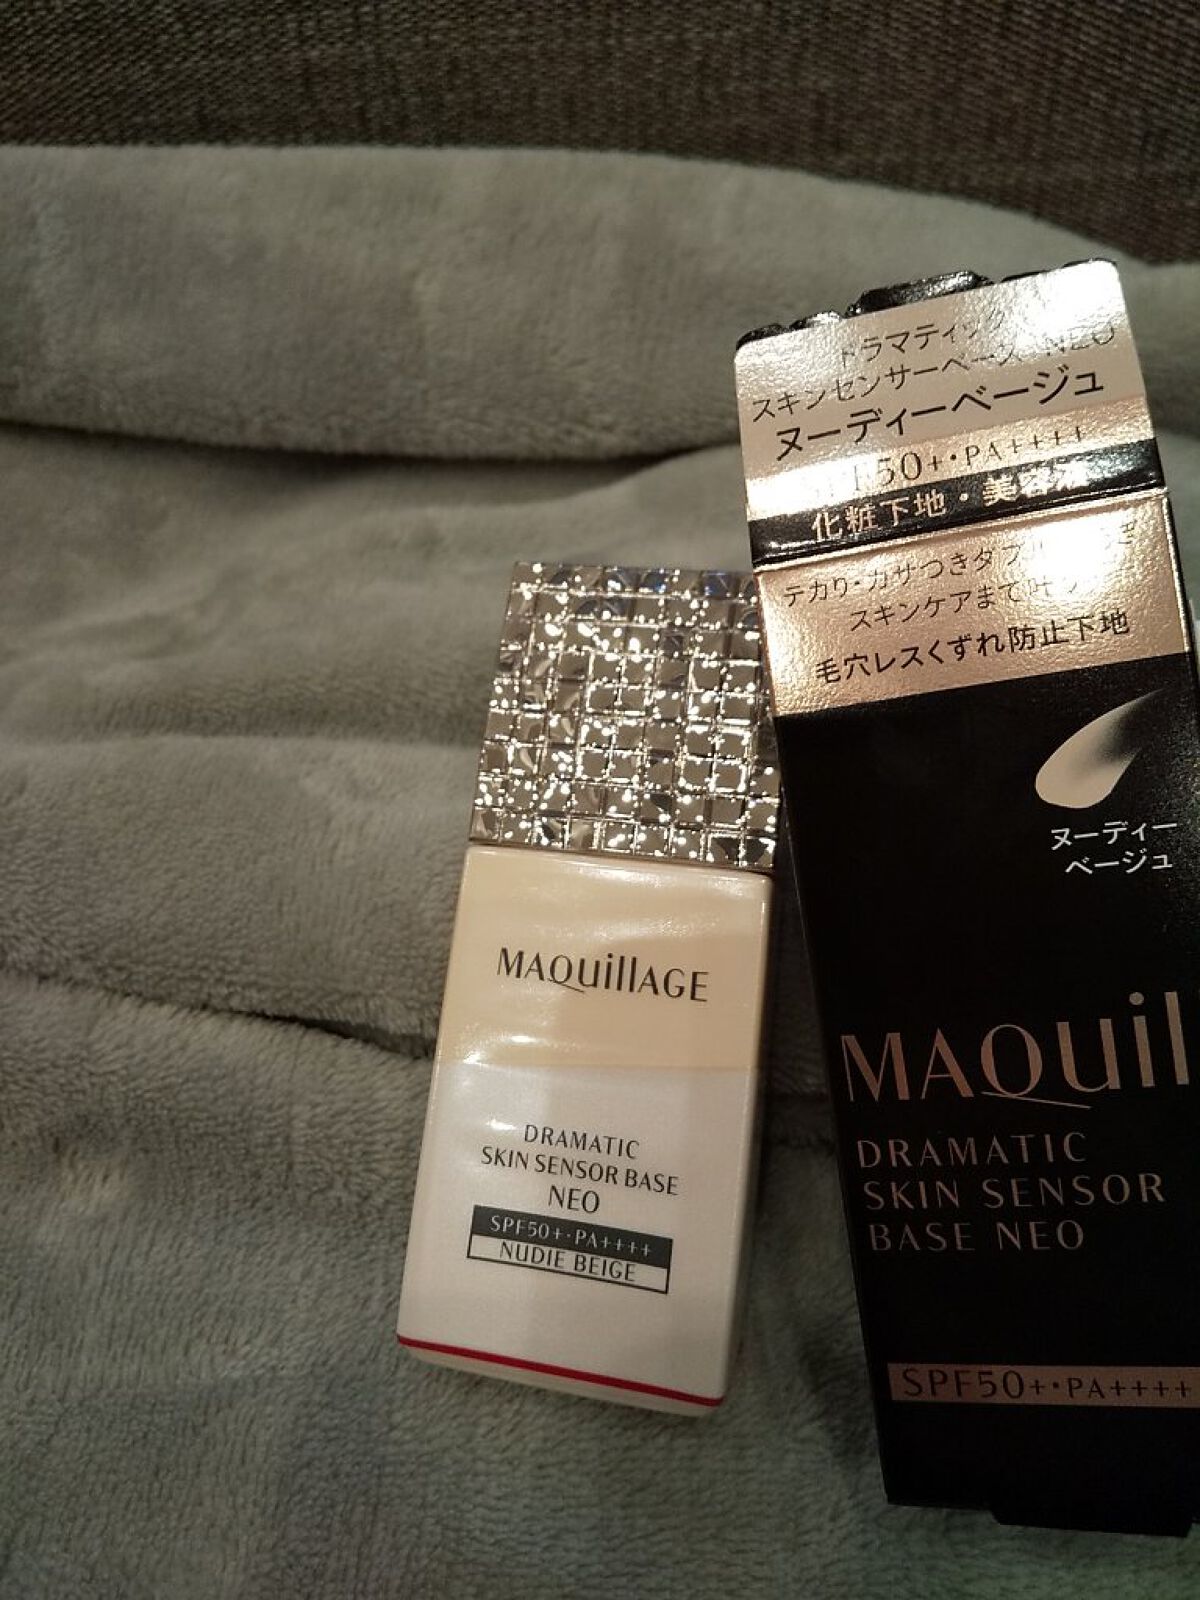 ドラマティック
スキンセンサーベース NEO
ヌーディーベージュ
SPF50+・PA++++
化粧下地・美容液
テカリ・カサつきダブル
スキンケアまで叶う
毛穴レスくずれ防止下地
ヌーディー
ベージュ
MAQuil
DRAMATIC
SKIN SENSOR
BASE NEO
SPF50+・PA++++
MAQuillAGE
DRAMATIC
SKIN SENSOR BASE
NEO
SPF50+・PA++++
NUDIE BEIGE